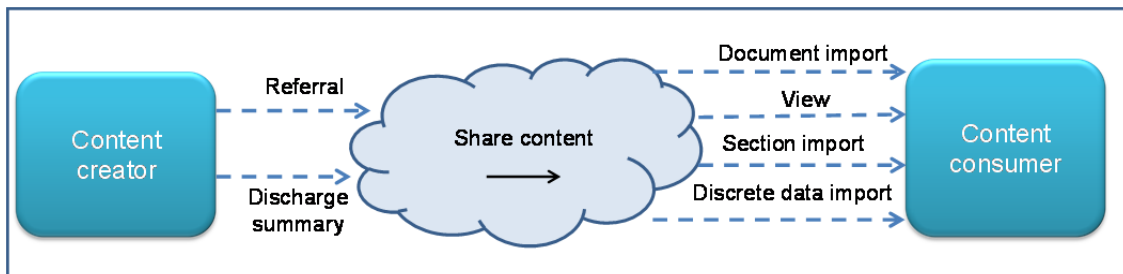 Content
creator
Referral
Discharge
summary
Share content
Document import
View
Section import
Discrete data import
Content
consumer